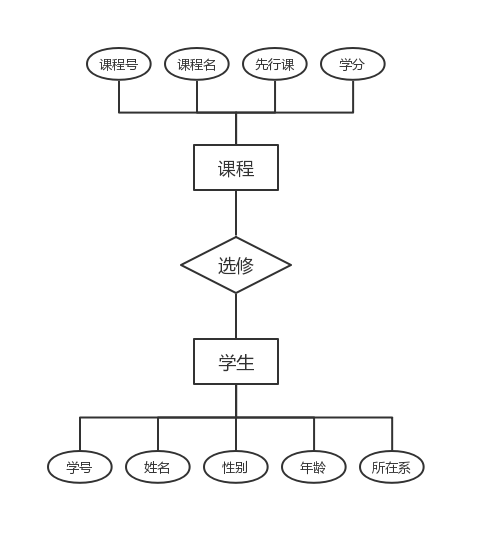 课程号 课程名 先行课 学分
课程
选修
学生
学号 姓名 性别 年龄 所在系